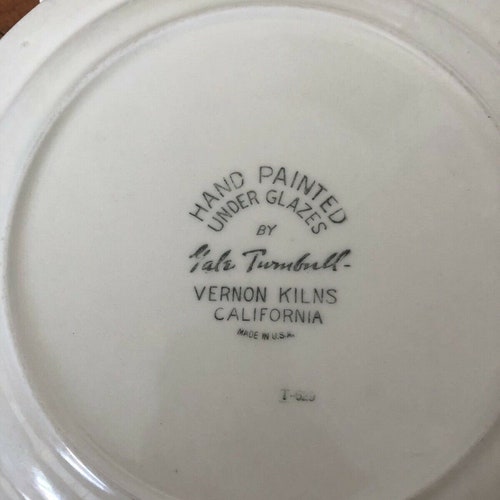 HAND PAINTED
UNDER GLAZES
BY
Gale Turnbull-
VERNON KILNS
CALIFORNIA
MADE IN U.S.A.